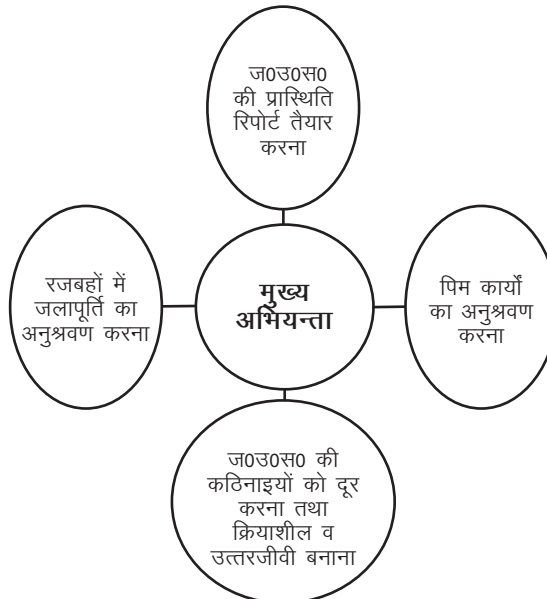 ज0उ0स0
की प्रास्थिति
रिपोर्ट तैयार
करना
रजबहों में
जलापूर्ति का
अनुश्रवण करना
मुख्य
अभियन्ता
पिम कार्यों
का अनुश्रवण
करना
ज0उ0स0 की
कठिनाइयों को दूर
करना तथा
क्रियाशील व
उत्तरजीवी बनाना